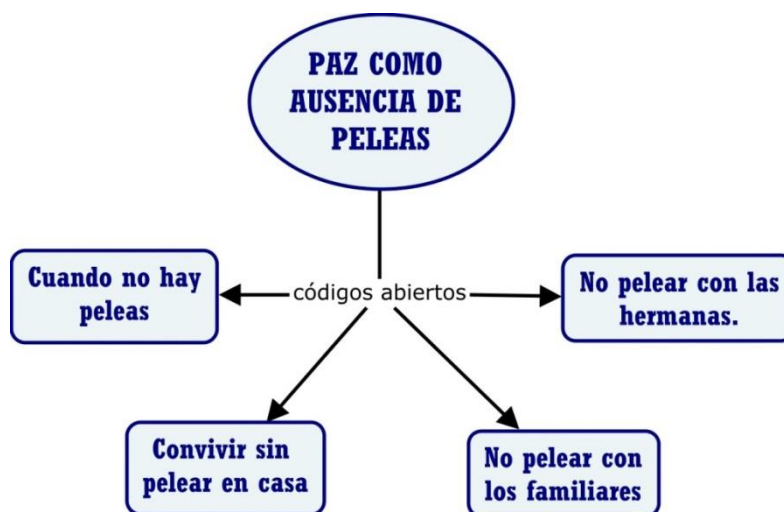 PAZ COMO
AUSENCIA DE
PELEAS
códigos abiertos
Cuando no hay
peleas
No pelear con las
hermanas.
Convivir sin
pelear en casa
No pelear con
los familiares